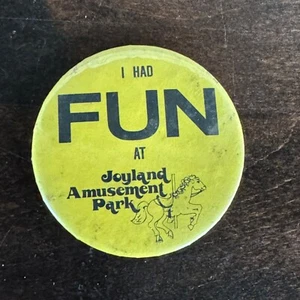 I HAD
FUN
AT
Joyland
Amusement
Park